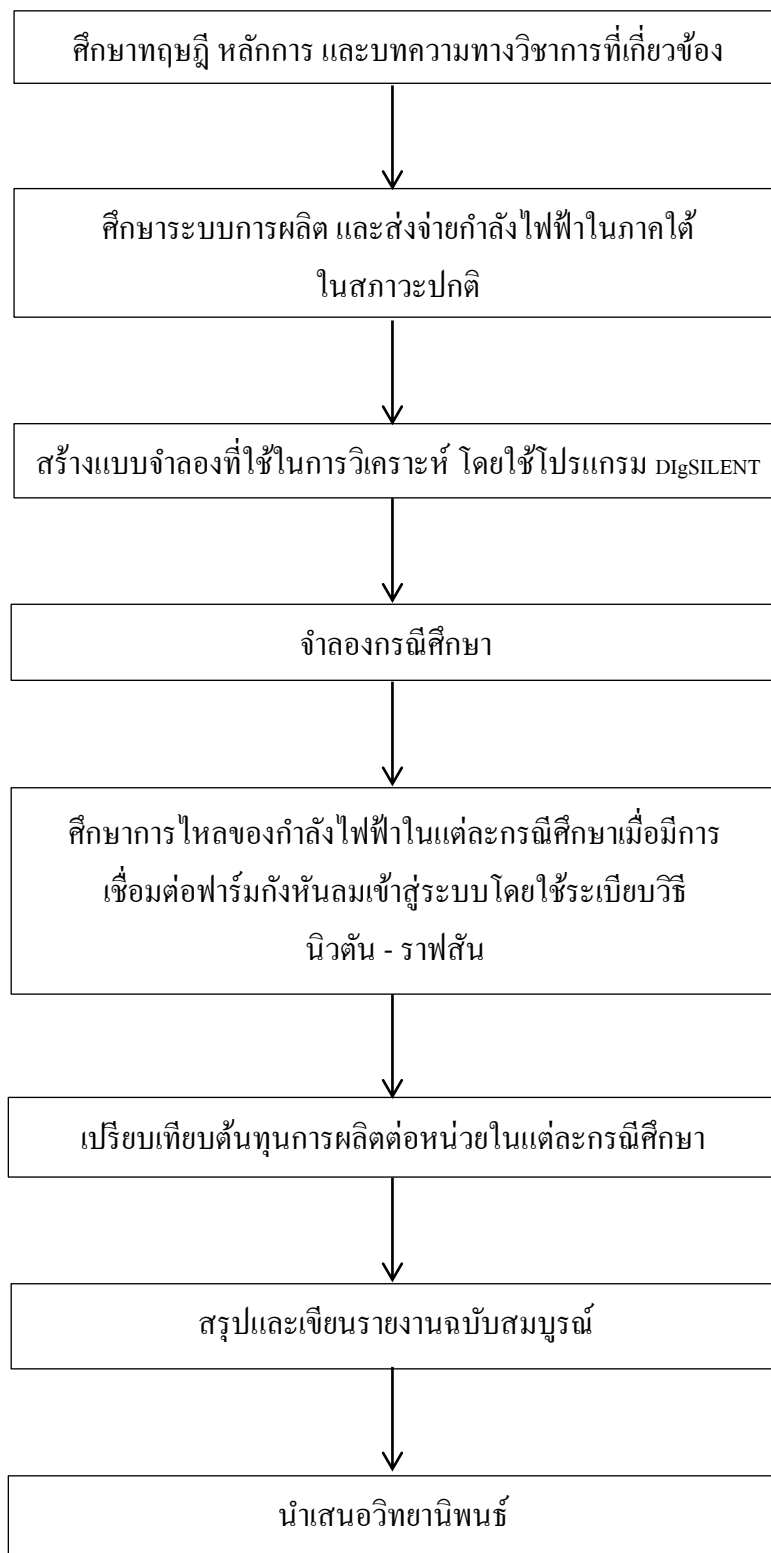 ศึกษาทฤษฎี หลักการ และบทความทางวิชาการที่เกี่ยวข้อง
ศึกษาระบบการผลิต และส่งจ่ายกำลังไฟฟ้าในภาคใต้
ในสภาวะปกติ
สร้างแบบจำลองที่ใช้ในการวิเคราะห์ โดยใช้โปรแกรม DIgSILENT
จำลองกรณีศึกษา
ศึกษาการไหลของกำลังไฟฟ้าในแต่ละกรณีศึกษาเมื่อมีการ
เชื่อมต่อฟาร์มกังหันลมเข้าสู่ระบบโดยใช้ระเบียบวิธี
นิวตัน - ราฟสัน
เปรียบเทียบต้นทุนการผลิตต่อหน่วยในแต่ละกรณีศึกษา
สรุปและเขียนรายงานฉบับสมบูรณ์
นำเสนอวิทยานิพนธ์